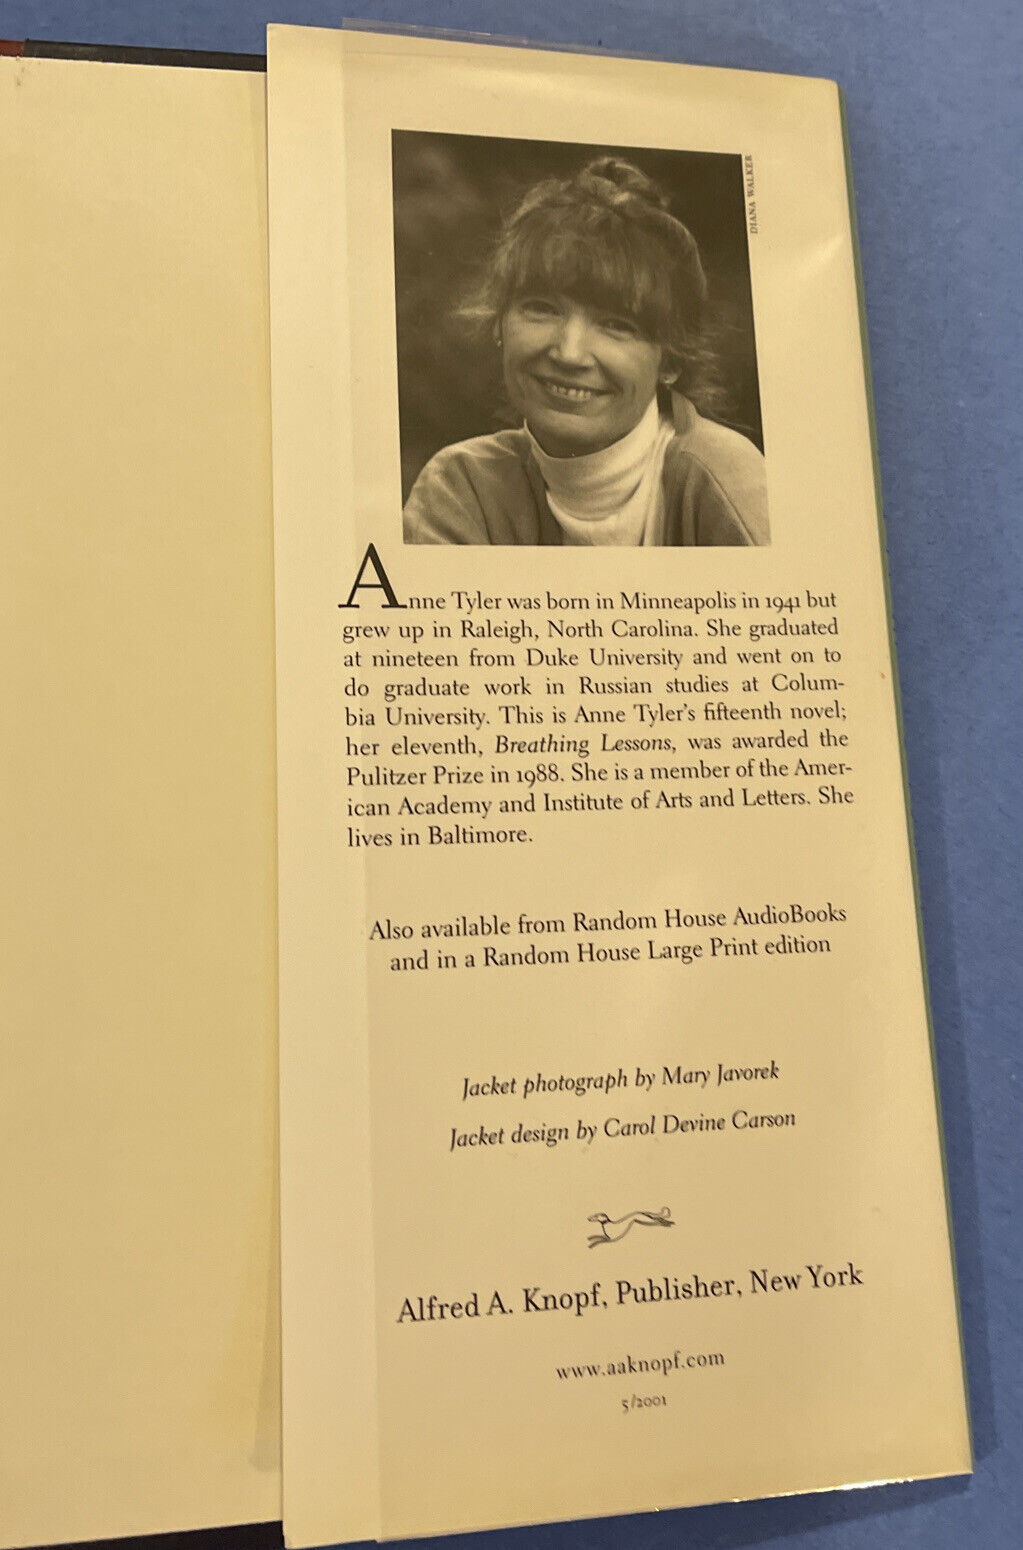 DIANA WALKER
Anne Tyler was born in Minneapolis in 1941 but
grew up in Raleigh, North Carolina. She graduated
at nineteen from Duke University and went on to
do graduate work in Russian studies at Colum-
bia University. This is Anne Tyler's fifteenth novel;
her eleventh, Breathing Lessons, was awarded the
Pulitzer Prize in 1988. She is a member of the Amer-
ican Academy and Institute of Arts and Letters. She
lives in Baltimore.
Also available from Random House AudioBooks
and in a Random House Large Print edition
Jacket photograph by Mary Javorek
Jacket design by Carol Devine Carson
Alfred A. Knopf, Publisher, New York
www.aaknopf.com
5/2001